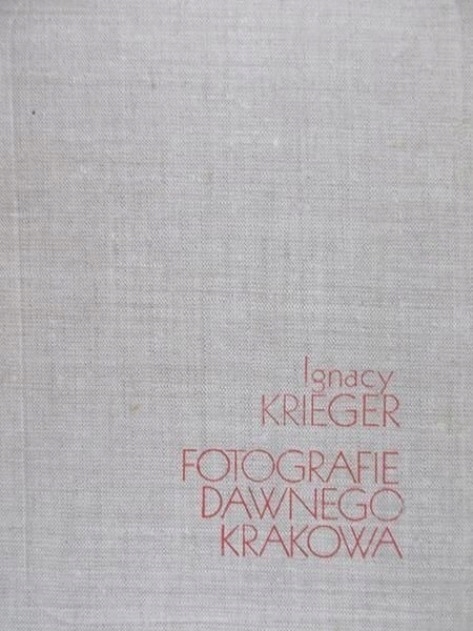 Ignacy
KRIEGER
FOTOGRAFIE
DAWNEGO
KRAKOWA